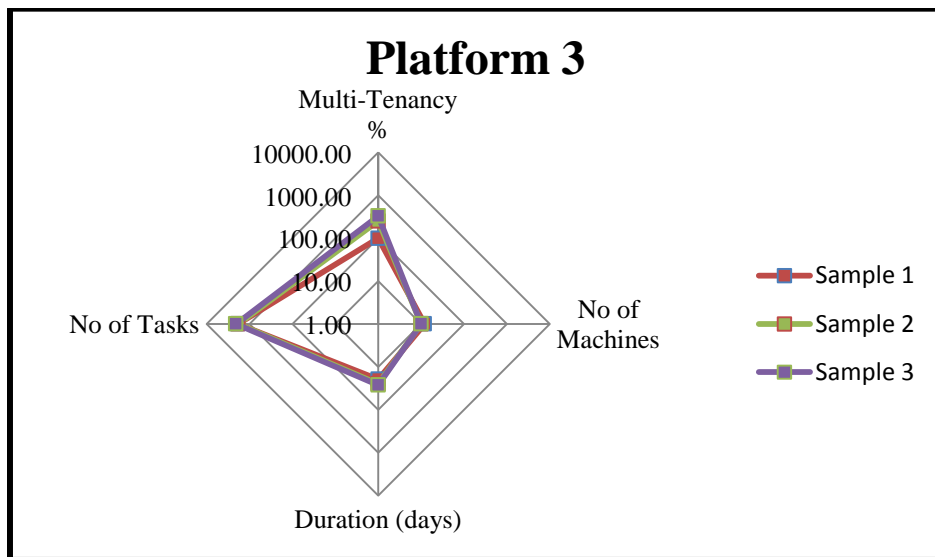 Platform 3
Multi-Tenancy
%
10000.00
1000.00
100.00
10.00
1.00
No of Tasks
No of
Machines
Duration (days)
Sample 1
Sample 2
Sample 3